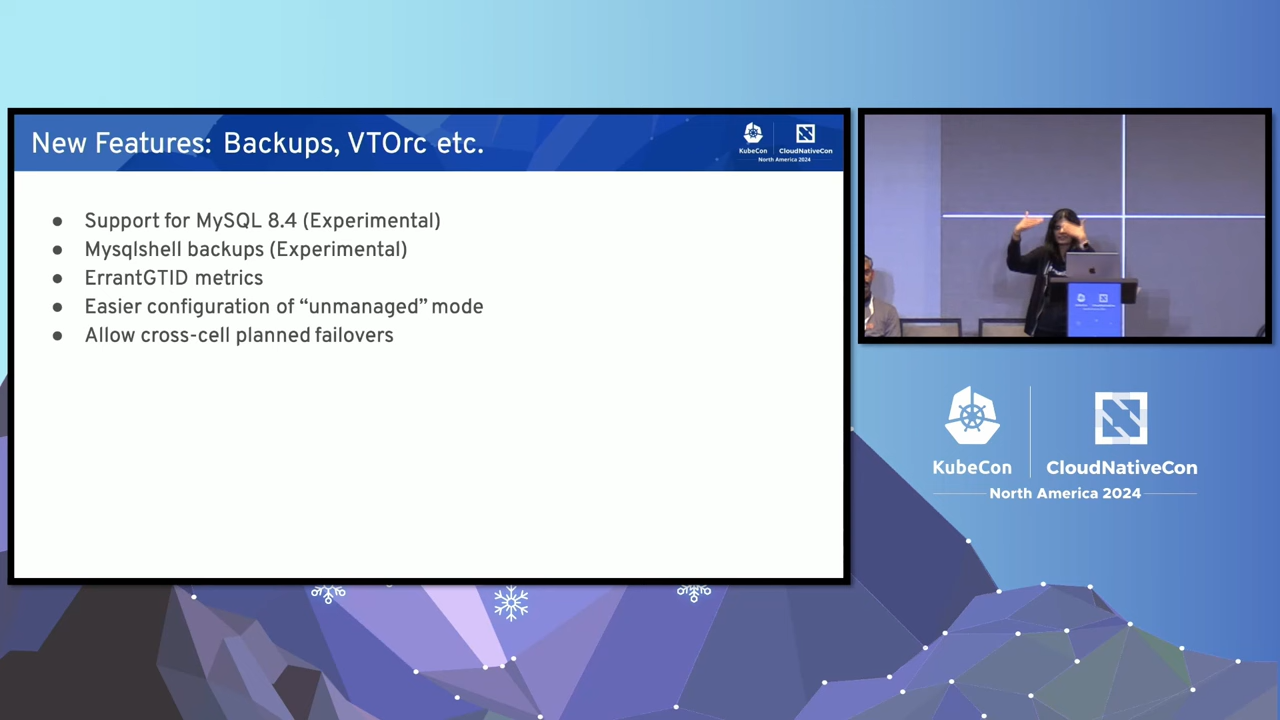 New Features: Backups, VTOrc etc.
KubeCon
CloudNativeCon
North America 2024
● Support for MySQL 8.4 (Experimental)
● Mysqlshell backups (Experimental)
● ErrantGTID metrics
● Easier configuration of “unmanaged” mode
● Allow cross-cell planned failovers
KubeCon
CloudNativeCon
North America 2024